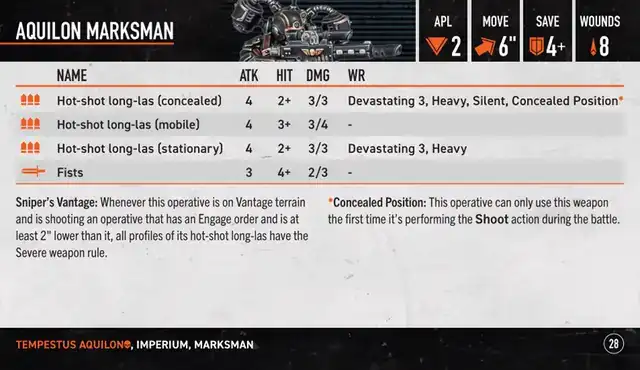 AQUILON MARKSMAN
APL
2
MOVE
6"
SAVE
4+
WOUNDS
8
NAME ATK HIT DMG WR
Hot-shot long-las (concealed) 4 2+ 3/3 Devastating 3, Heavy, Silent, Concealed Position*
Hot-shot long-las (mobile) 4 3+ 3/4 -
Hot-shot long-las (stationary) 4 2+ 3/3 Devastating 3, Heavy
Fists 3 4+ 2/3 -
Sniper's Vantage: Whenever this operative is on Vantage terrain
and is shooting an operative that has an Engage order and is at
least 2" lower than it, all profiles of its hot-shot long-las have the
Severe weapon rule.
*Concealed Position: This operative can only use this weapon
the first time it's performing the Shoot action during the battle.
TEMPESTUS AQUILON, IMPERIUM, MARKSMAN
28